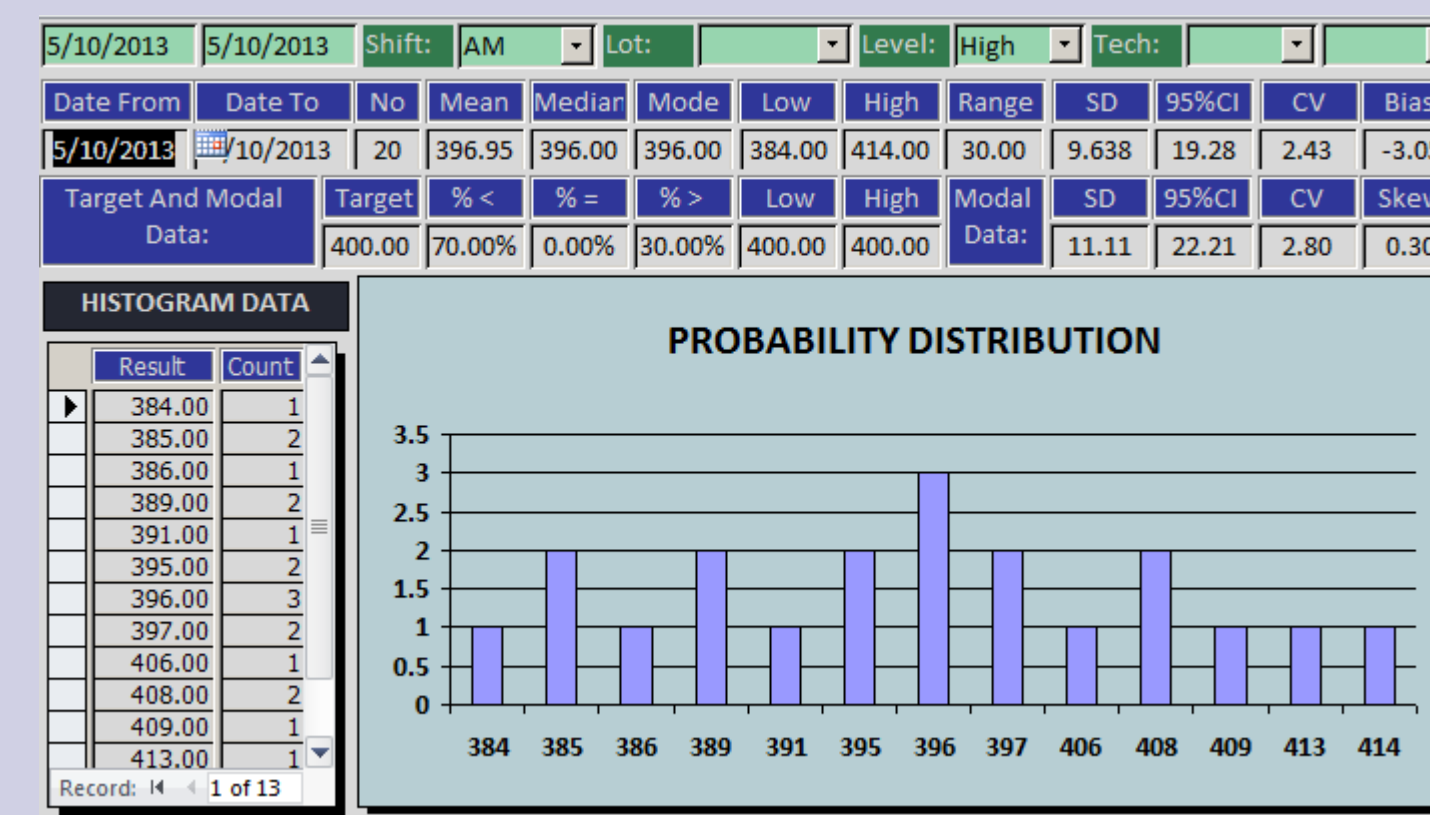 5/10/2013 5/10/2013 Shift: AM Lot: Level: High Tech:
Date From Date To No Mean Median Mode Low High Range SD 95%CI CV Bias
5/10/2013 /10/2013 20 396.95 396.00 396.00 384.00 414.00 30.00 9.638 19.28 2.43 -3.0
Target And Modal Data: Target % < % = % > Low High Modal Data: SD 95%CI CV Skew
400.00 70.00% 0.00% 30.00% 400.00 400.00 11.11 22.21 2.80 0.30
HISTOGRAM DATA
Result Count
384.00 1
385.00 2
386.00 1
389.00 2
391.00 1
395.00 2
396.00 3
397.00 2
406.00 1
408.00 2
409.00 1
413.00 1
Record: 1 of 13
PROBABILITY DISTRIBUTION
3.5
3
2.5
2
1.5
1
0.5
0
384 385 386 389 391 395 396 397 406 408 409 413 414